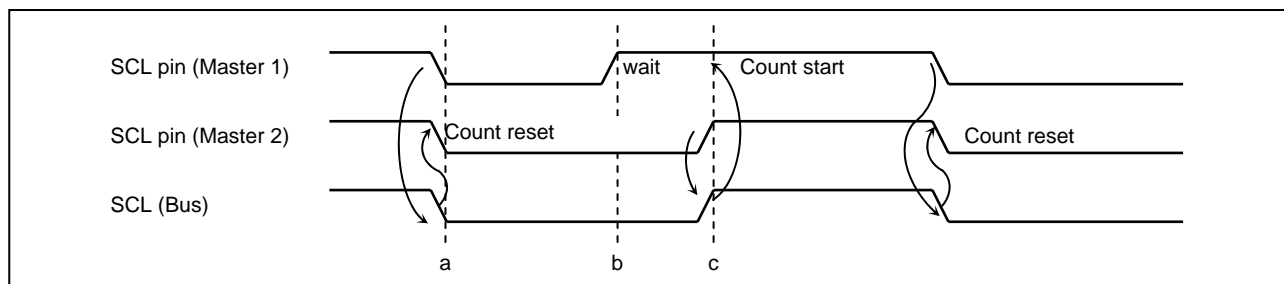 SCL pin (Master 1)
wait
Count start
SCL pin (Master 2)
Count reset
Count reset
SCL (Bus)
a
b
c